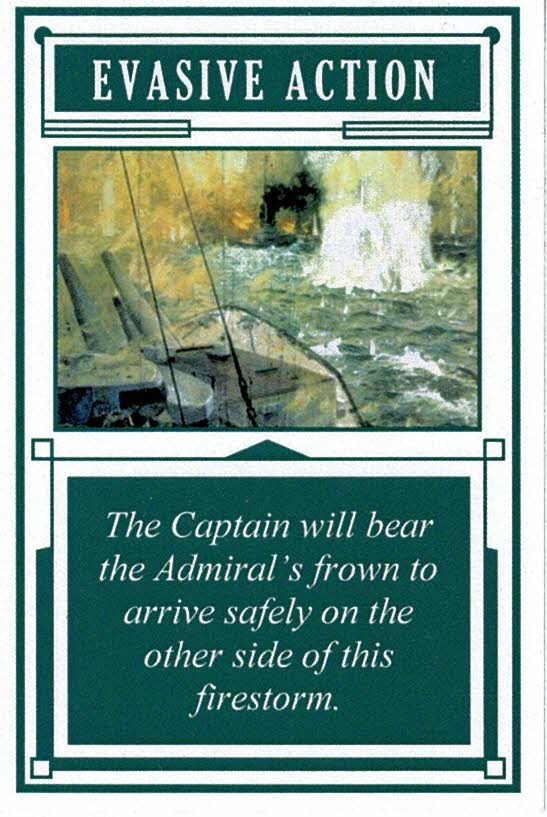 EVASIVE ACTION
The Captain will bear
the Admiral's frown to
arrive safely on the
other side of this
firestorm.